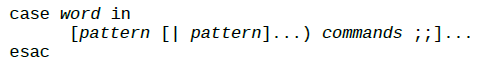 case word in
[pattern [| pattern]...) commands ;;]...
esac